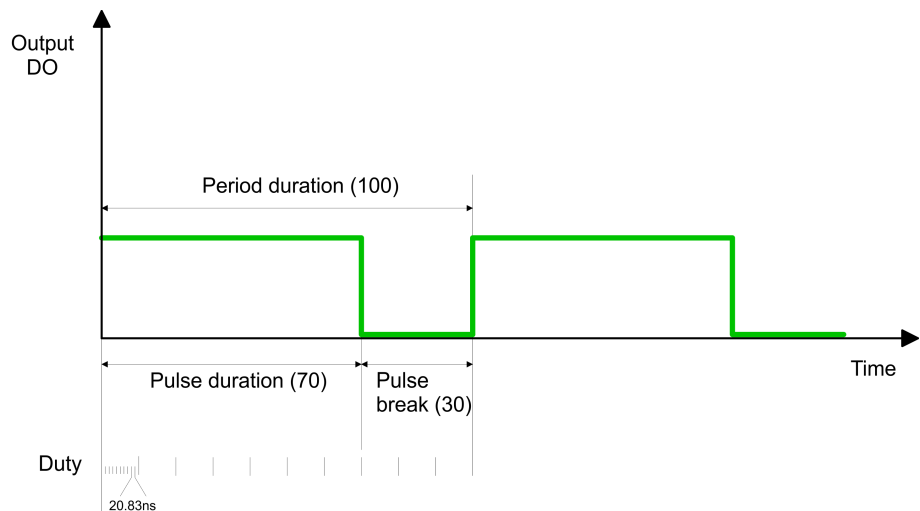 Output
DO
Period duration (100)
Time
Pulse duration (70)
Pulse
break (30)
Duty
20.83ns